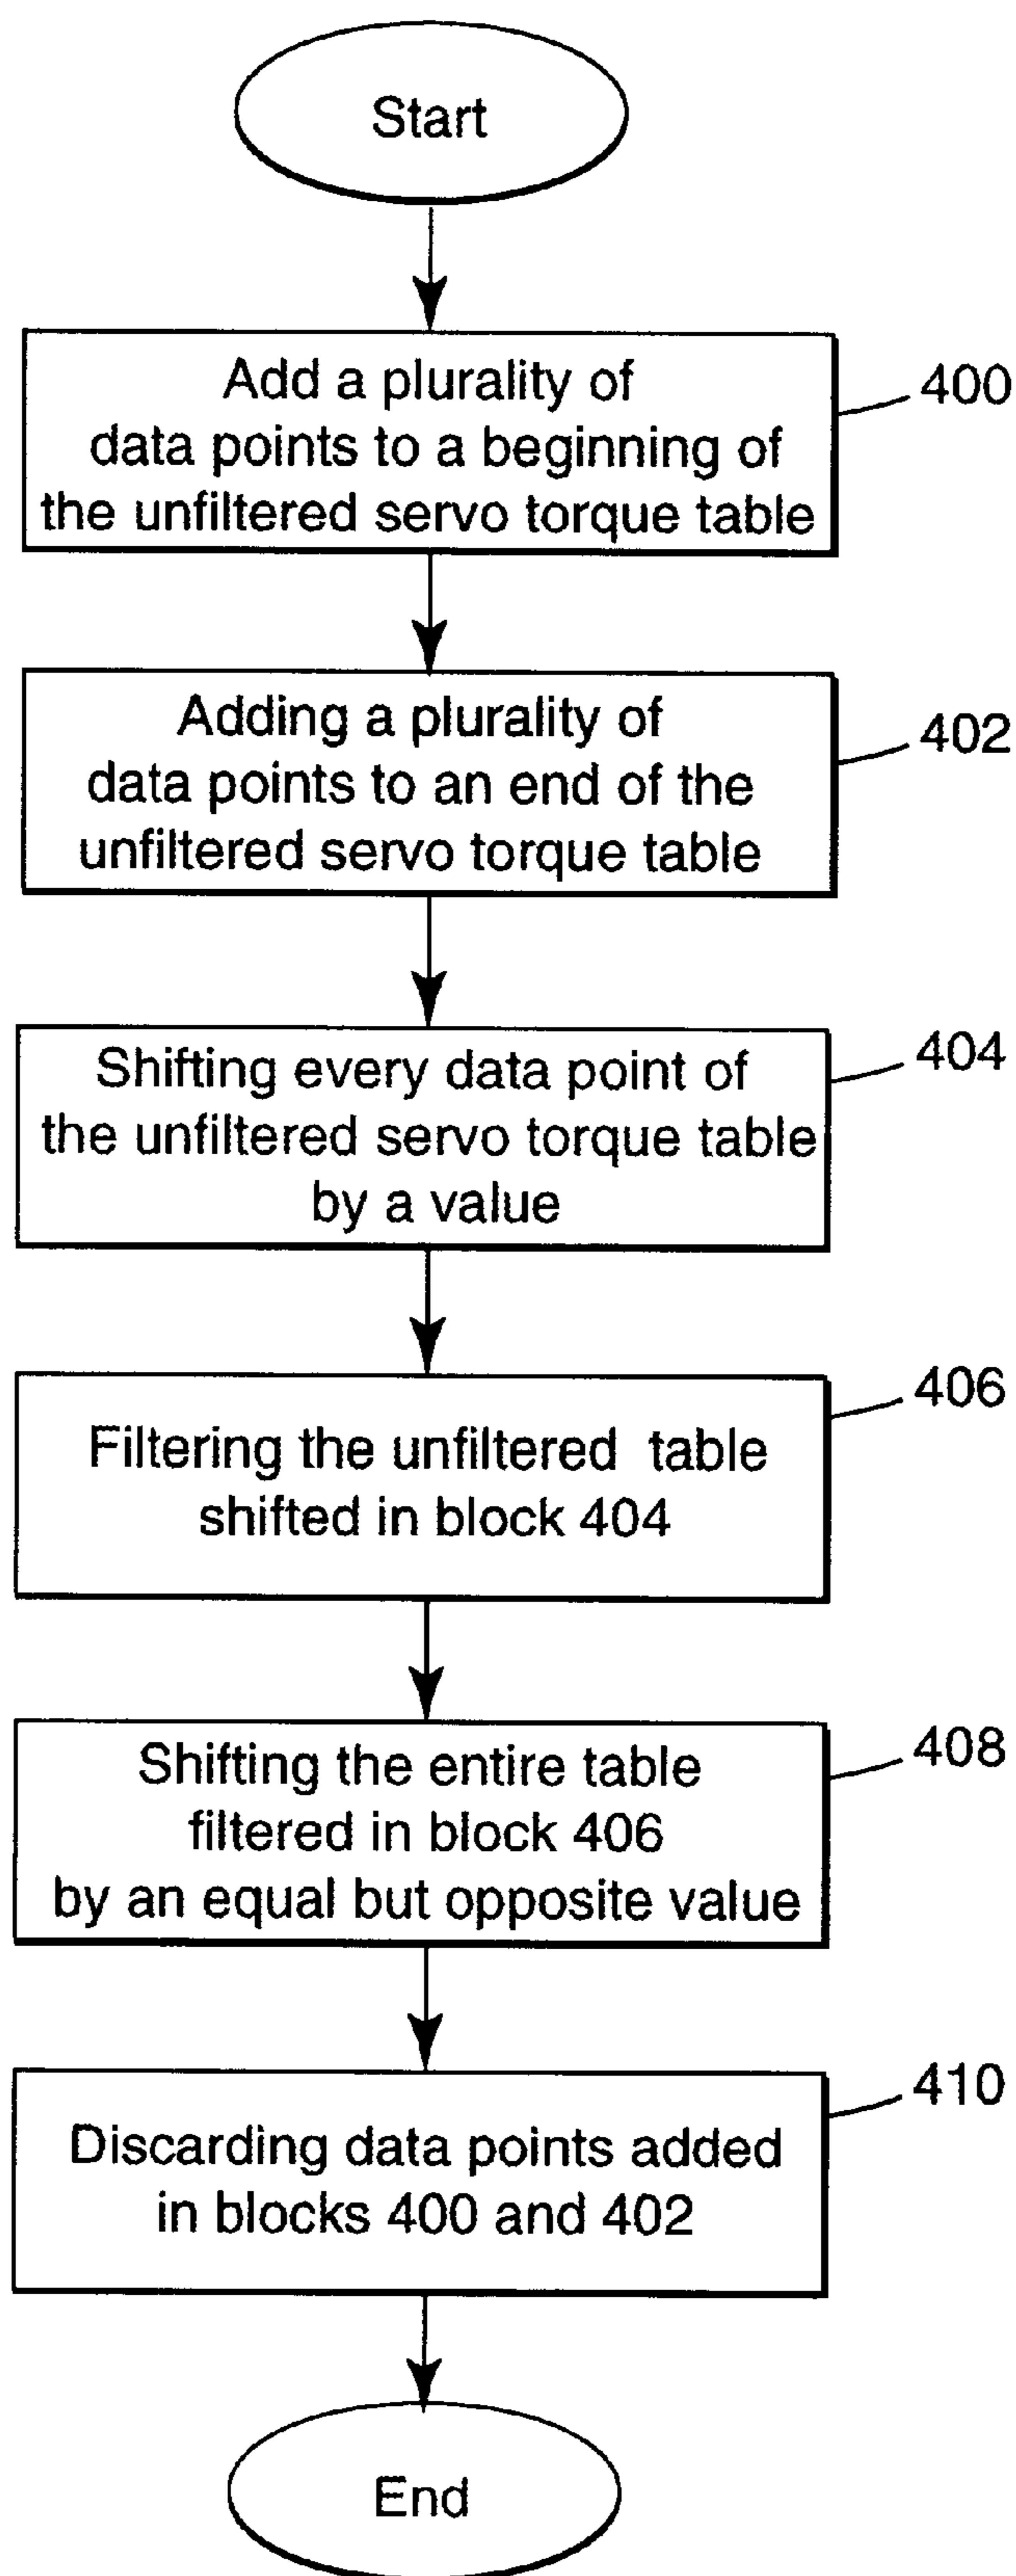 Start
Add a plurality of
data points to a beginning of
the unfiltered servo torque table
400
Adding a plurality of
data points to an end of the
unfiltered servo torque table
402
Shifting every data point of
the unfiltered servo torque table
by a value
404
Filtering the unfiltered table
shifted in block 404
406
Shifting the entire table
filtered in block 406
by an equal but opposite value
408
Discarding data points added
in blocks 400 and 402
410
End